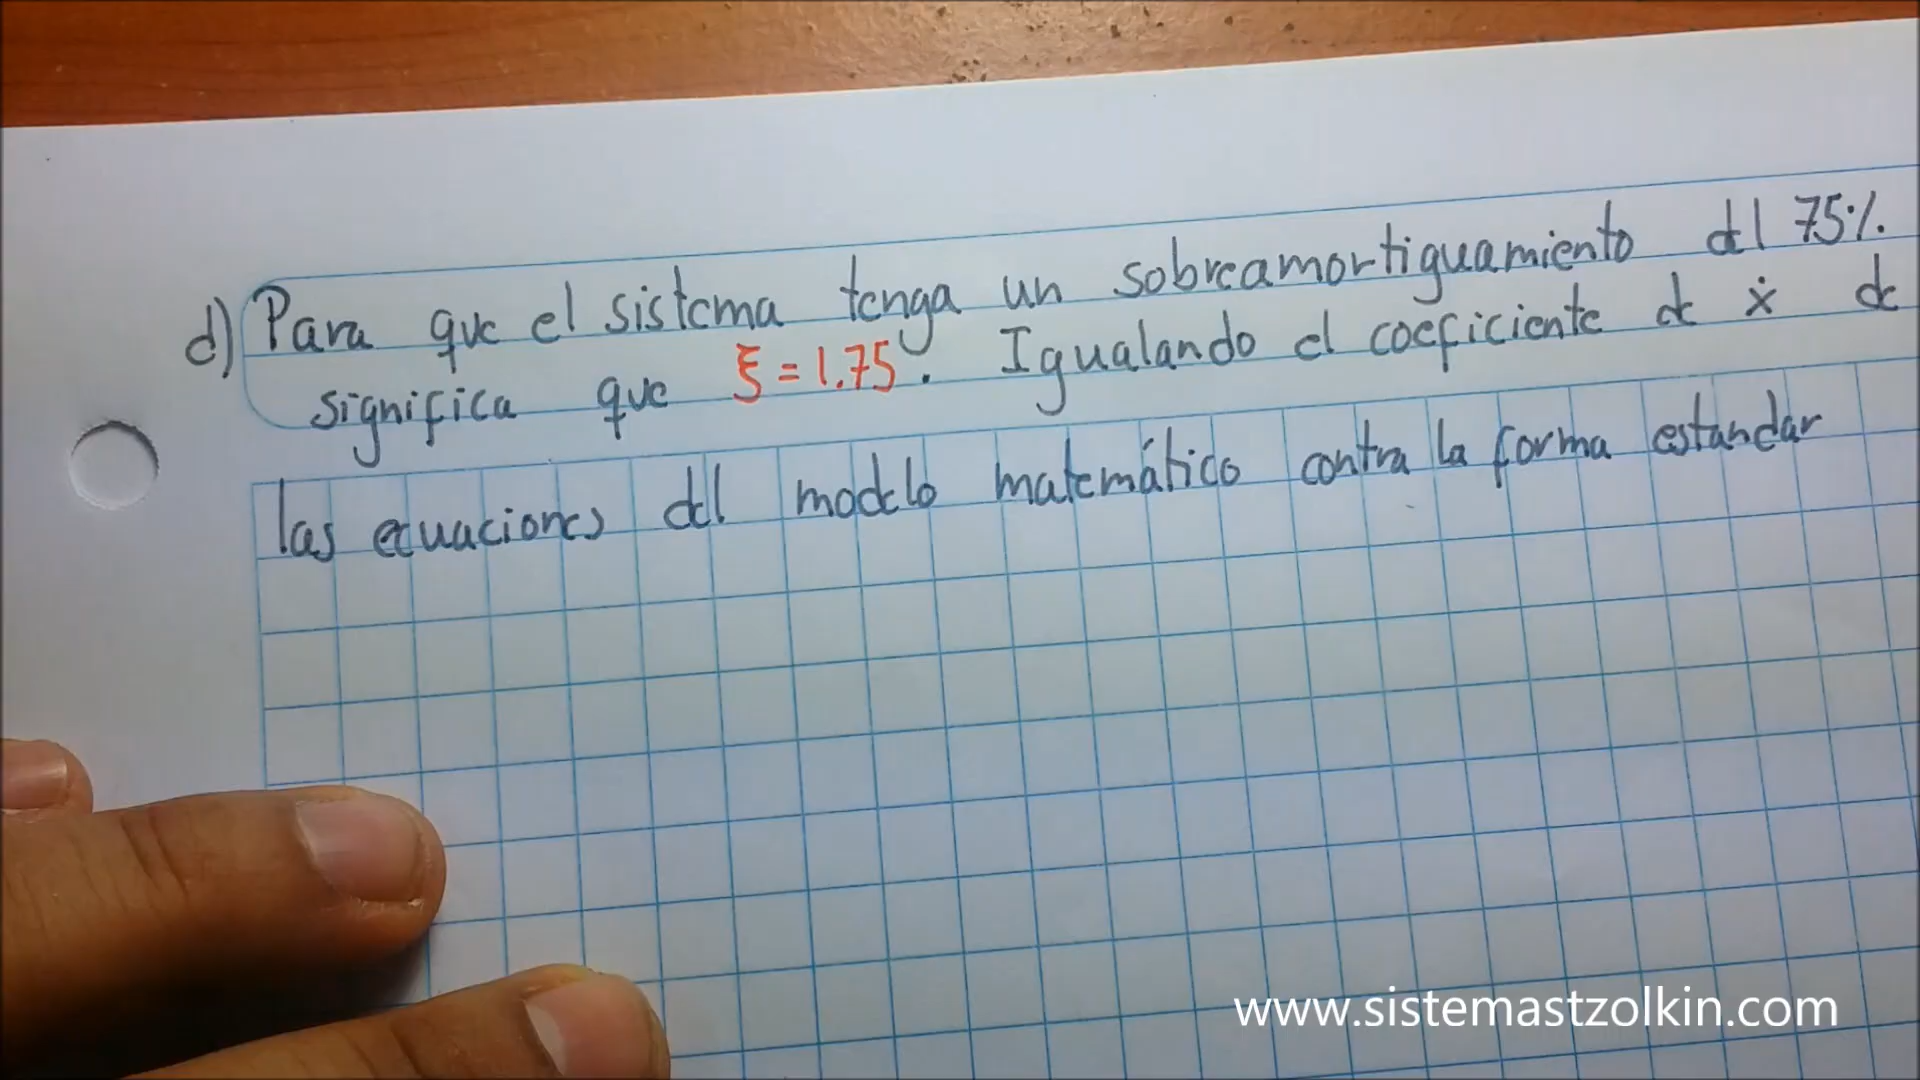 d) Para que el sistema tenga un sobreamortiguamiento del 75%.
significa que ξ = 1.75. Igualando el coeficiente de ẋ de
las ecuaciones del modelo matemático contra la forma estandar
www.sistemastzolkin.com